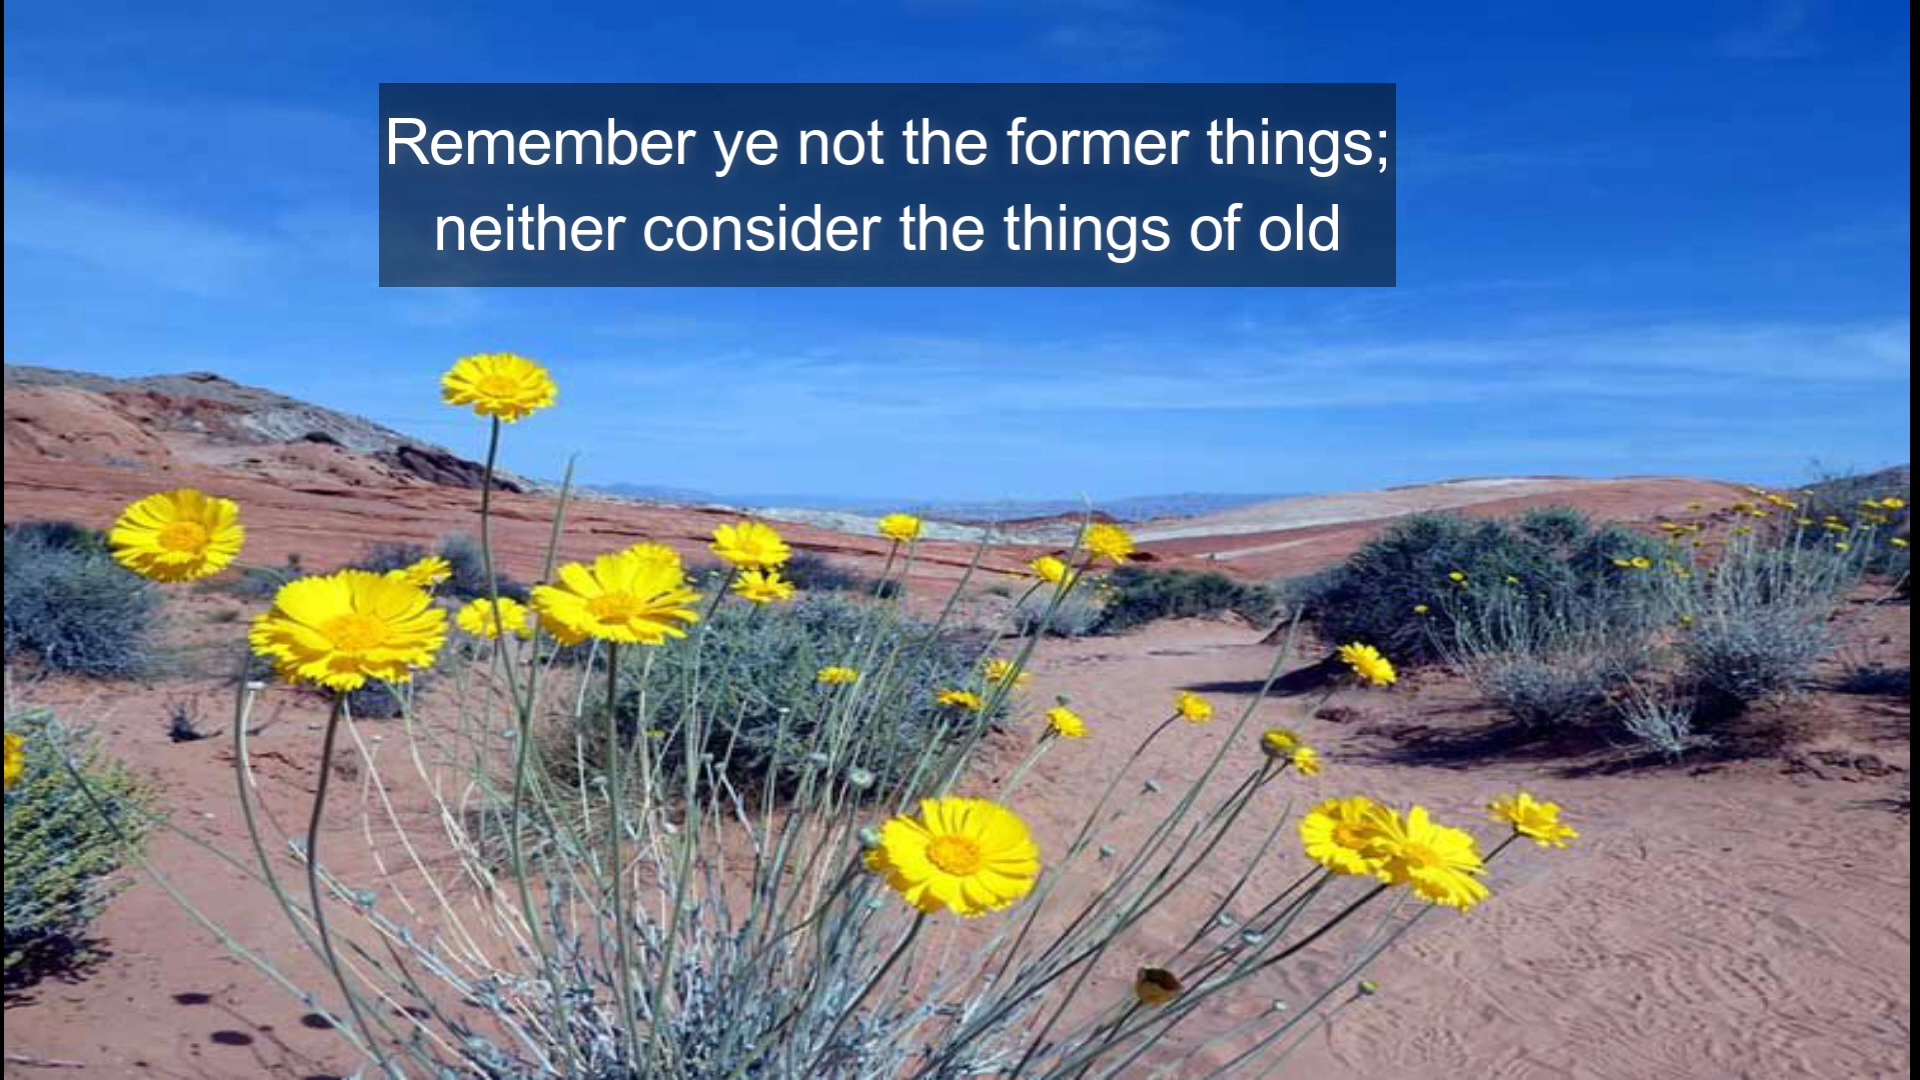 Remember ye not the former things;
neither consider the things of old